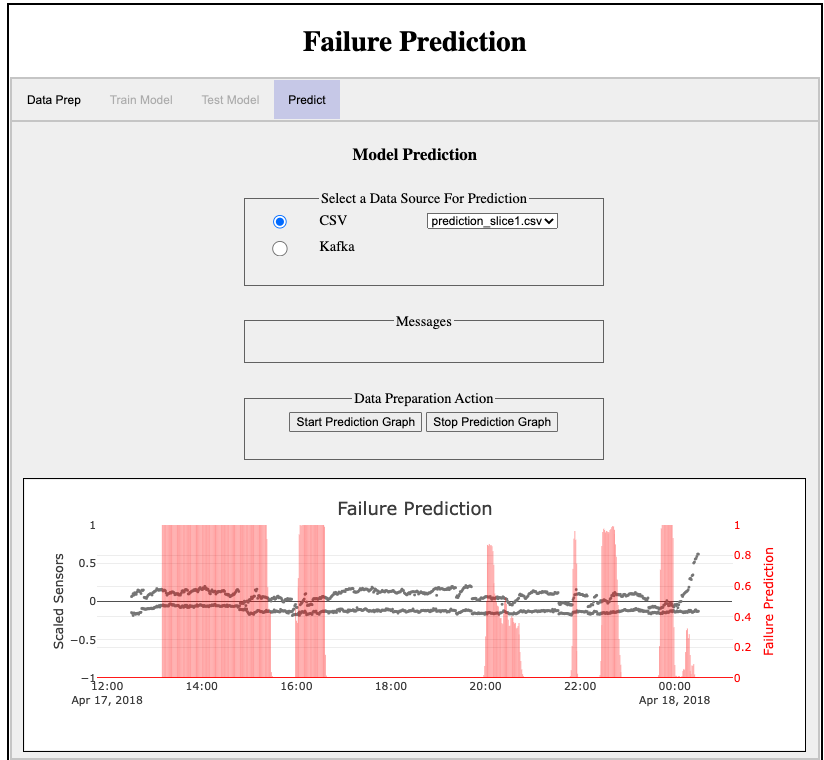 Failure Prediction
Data Prep Train Model Test Model Predict
Model Prediction
Select a Data Source For Prediction
CSV prediction_slice1.csv
Kafka
Messages
Data Preparation Action
Start Prediction Graph Stop Prediction Graph
Failure Prediction
1 1
0.8
0.5
0.6
0
0.4
−0.5
0.2
−1 0
Scaled Sensors
Failure Prediction
12:00 14:00 16:00 18:00 20:00 22:00 00:00
Apr 17, 2018 Apr 18, 2018